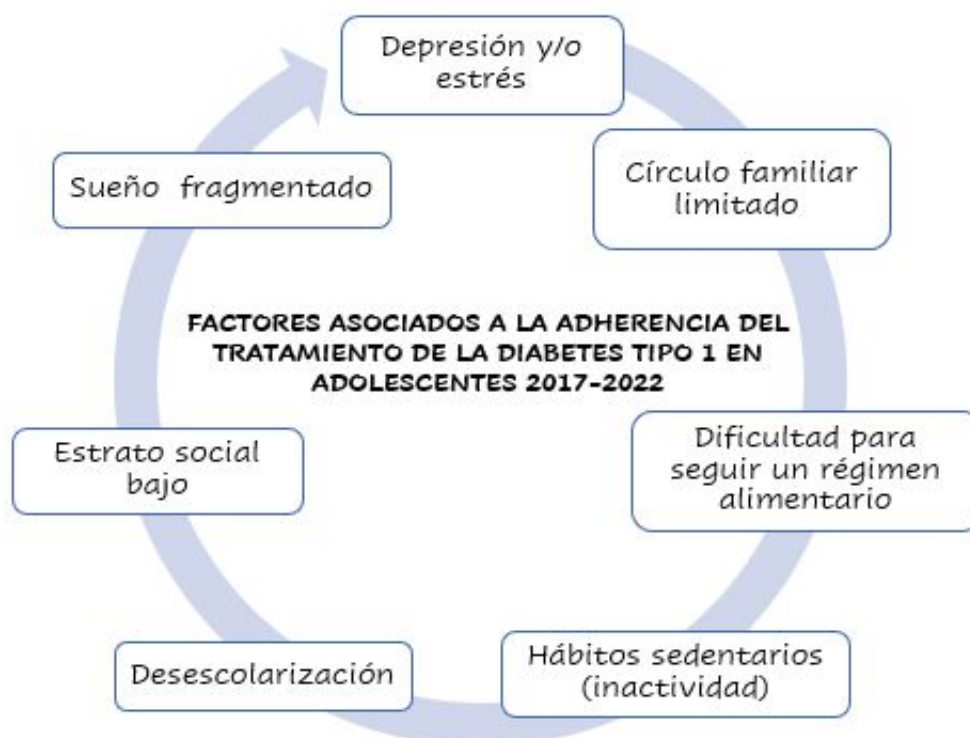 Depresión y/o
estrés
Círculo familiar
limitado
Dificultad para
seguir un régimen
alimentario
Hábitos sedentarios
(inactividad)
Desescolarización
Estrato social
bajo
Sueño fragmentado
FACTORES ASOCIADOS A LA ADHERENCIA DEL
TRATAMIENTO DE LA DIABETES TIPO 1 EN
ADOLESCENTES 2017-2022